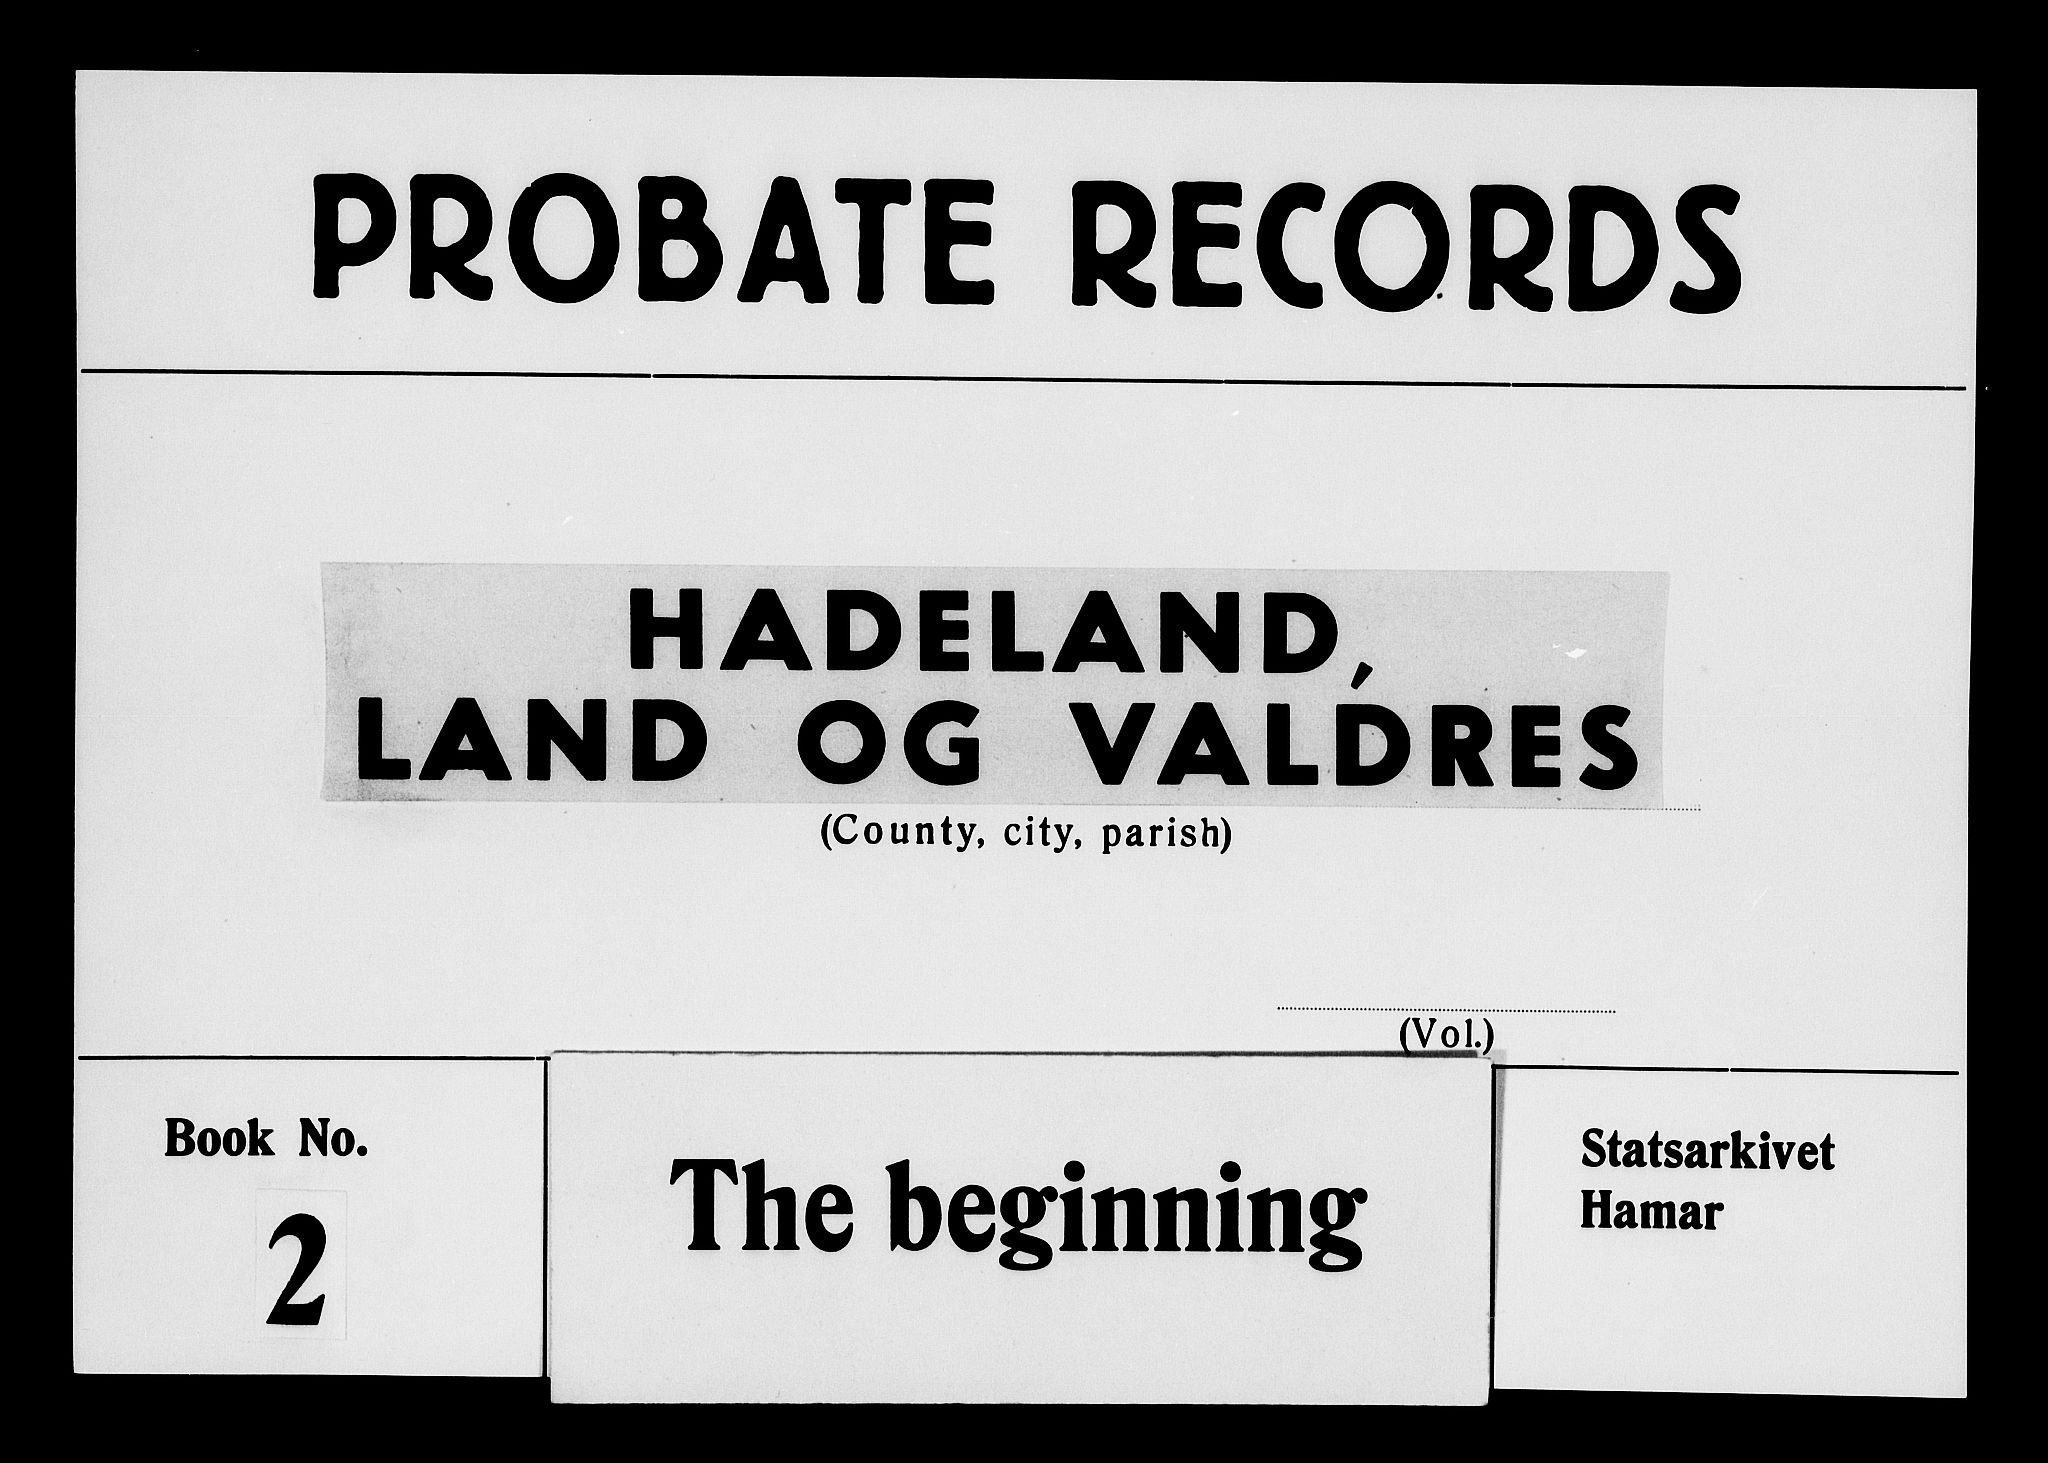 PROBATE RECORDS
HADELAND,
LAND OG VALDRES
(County, city, parish)
(Vol.)
Book No.
2
The beginning
Statsarkivet
Hamar